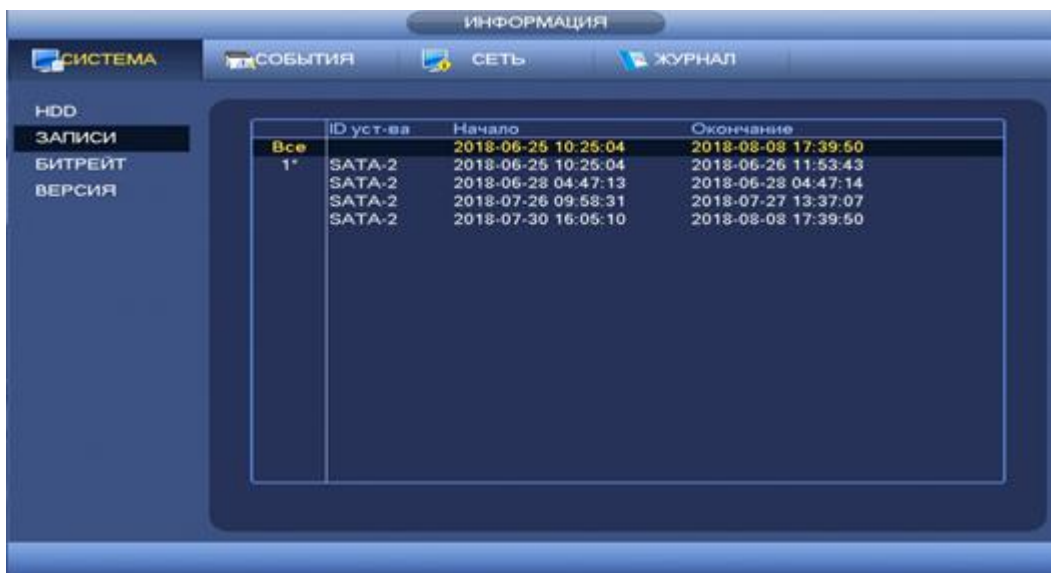 ИНФОРМАЦИЯ
СИСТЕМА СОБЫТИЯ СЕТЬ ЖУРНАЛ
HDD
ЗАПИСИ
БИТРЕЙТ
ВЕРСИЯ
ID уст-ва Начало Окончание
Все 2018-06-25 10:25:04 2018-08-08 17:39:50
1* SATA-2 2018-06-25 10:25:04 2018-06-26 11:53:43
SATA-2 2018-06-28 04:47:13 2018-06-28 04:47:14
SATA-2 2018-07-26 09:58:31 2018-07-27 13:37:07
SATA-2 2018-07-30 16:05:10 2018-08-08 17:39:50